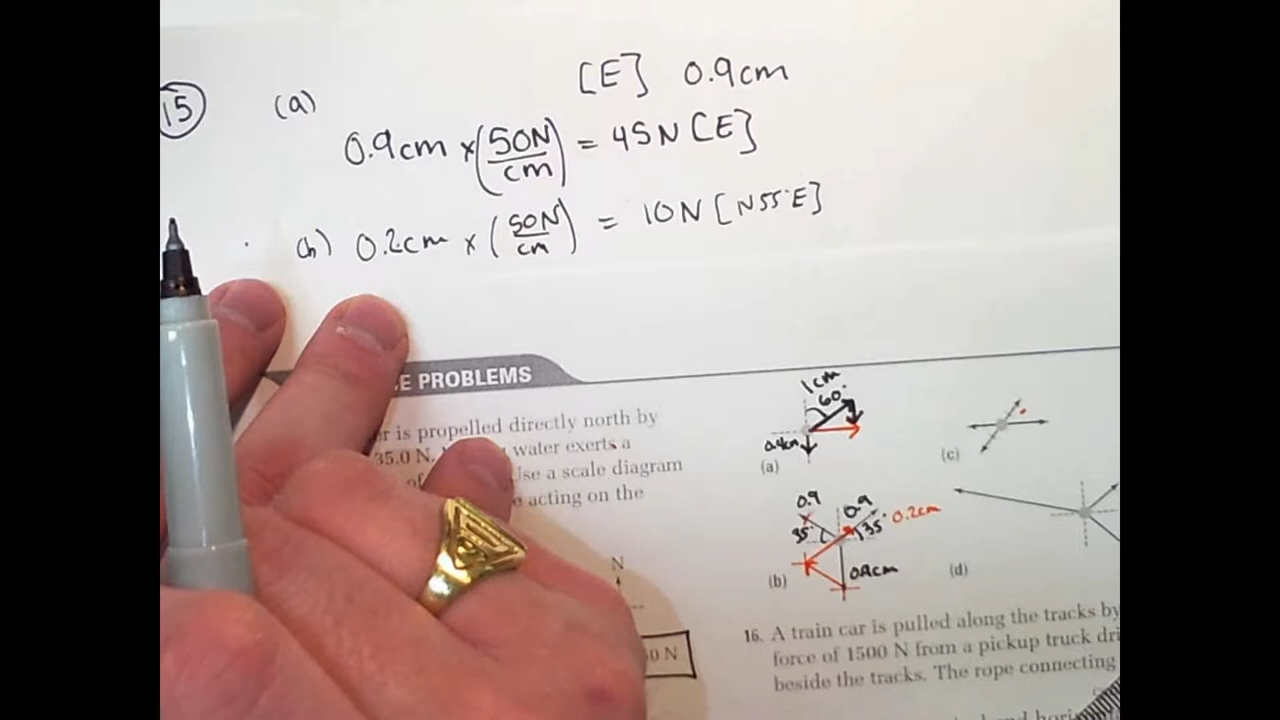 15 (a) [E] 0.9cm
0.9cm × (50N/cm) = 45N [E]
(b) 0.2cm × (50N/cm) = 10N [N55°E]
E PROBLEMS
er is propelled directly north by
35.0 N. water exerts a
of Use a scale diagram
acting on the
N
0 N
1cm
60°
0.4cm
(a)
(c)
0.9
0.9
35°
35°
0.2cm
(b)
(d)
16. A train car is pulled along the tracks by
force of 1500 N from a pickup truck dri
beside the tracks. The rope connecting